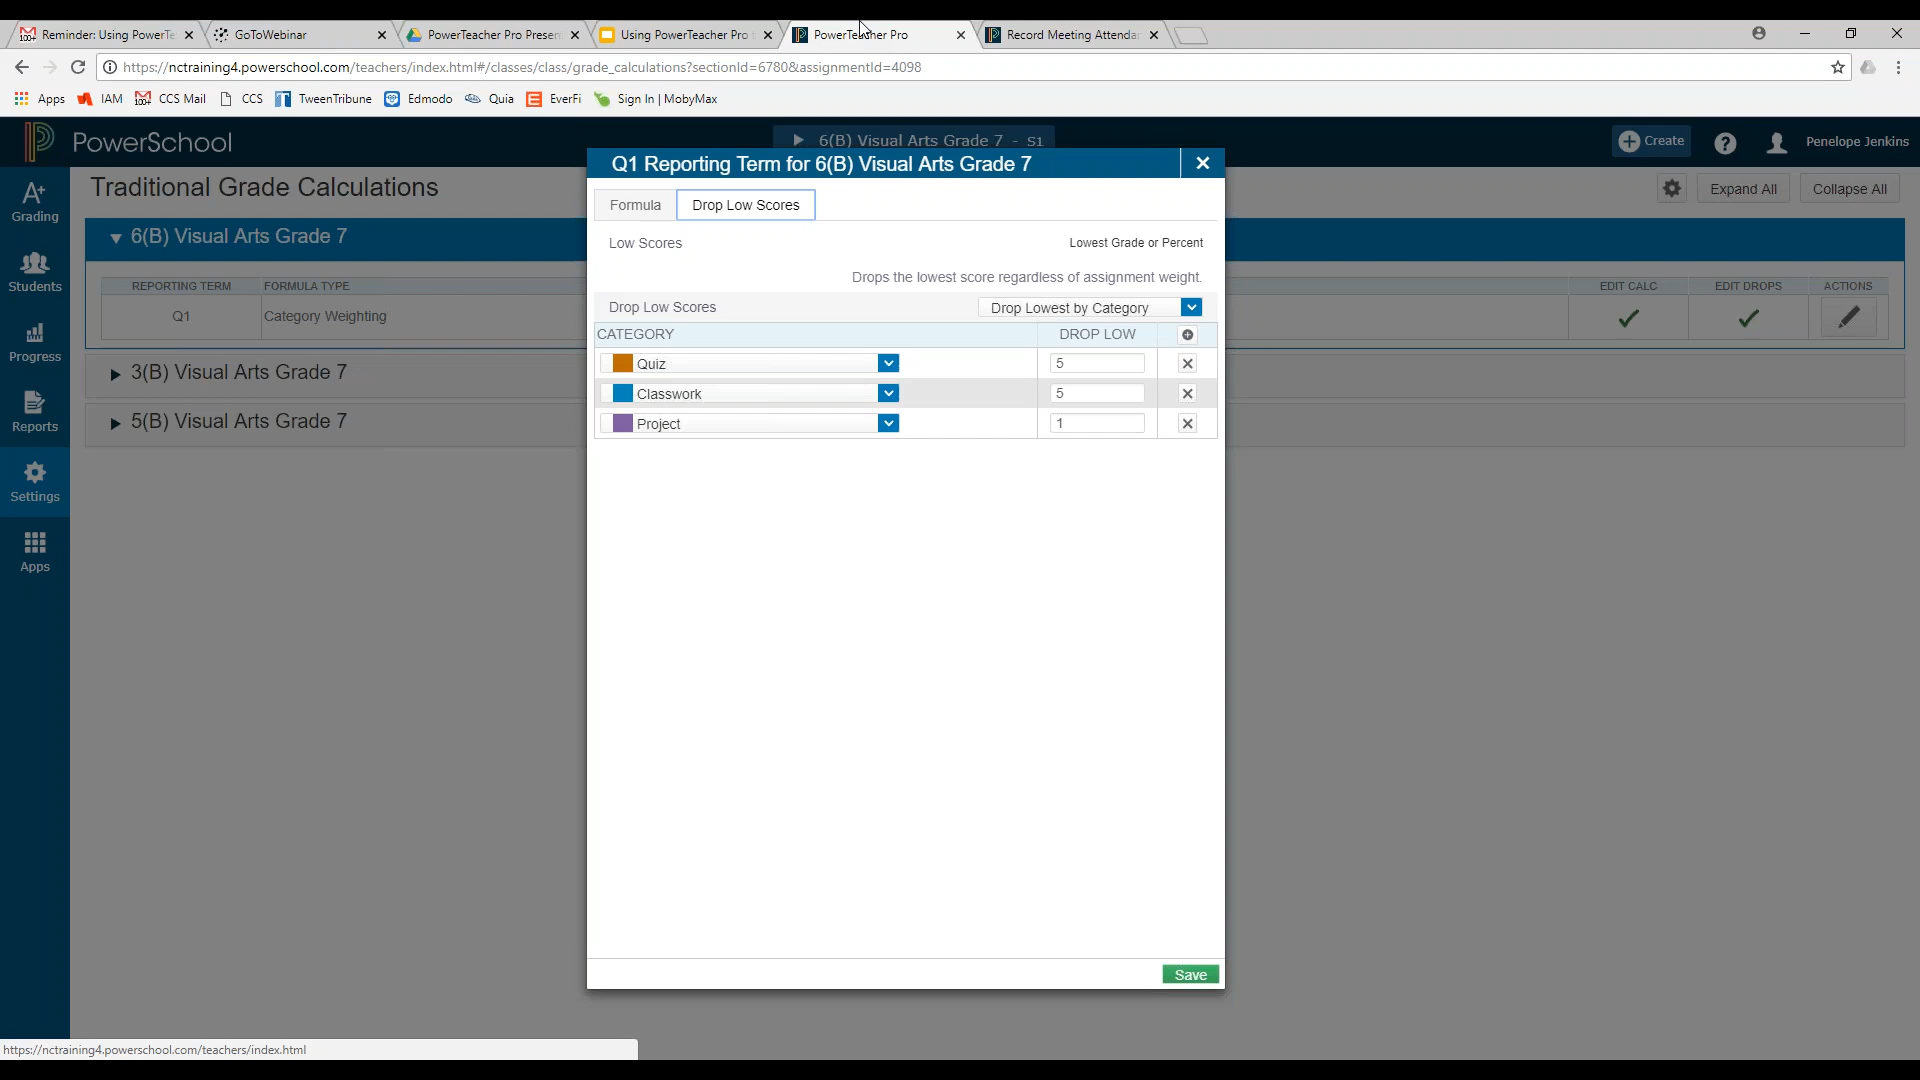 Reminder: Using PowerTe
GoToWebinar
PowerTeacher Pro Presen
Using PowerTeacher Pro t
PowerTeacher Pro
Record Meeting Attendan
https://nctraining4.powerschool.com/teachers/index.html#/classes/class/grade_calculations?sectionId=6780&assignmentId=4098
Apps IAM CCS Mail CCS TweenTribune Edmodo Quia EverFi Sign In | MobyMax
PowerSchool
6(B) Visual Arts Grade 7 - S1
Create
?
Penelope Jenkins
A+
Grading
Students
Progress
Reports
Settings
Apps
Traditional Grade Calculations
Expand All
Collapse All
6(B) Visual Arts Grade 7
REPORTING TERM FORMULA TYPE
EDIT CALC EDIT DROPS ACTIONS
Q1 Category Weighting
3(B) Visual Arts Grade 7
5(B) Visual Arts Grade 7
Q1 Reporting Term for 6(B) Visual Arts Grade 7
Formula
Drop Low Scores
Low Scores Lowest Grade or Percent
Drops the lowest score regardless of assignment weight.
Drop Low Scores Drop Lowest by Category
CATEGORY DROP LOW
Quiz 5
Classwork 5
Project 1
Save
https://nctraining4.powerschool.com/teachers/index.html